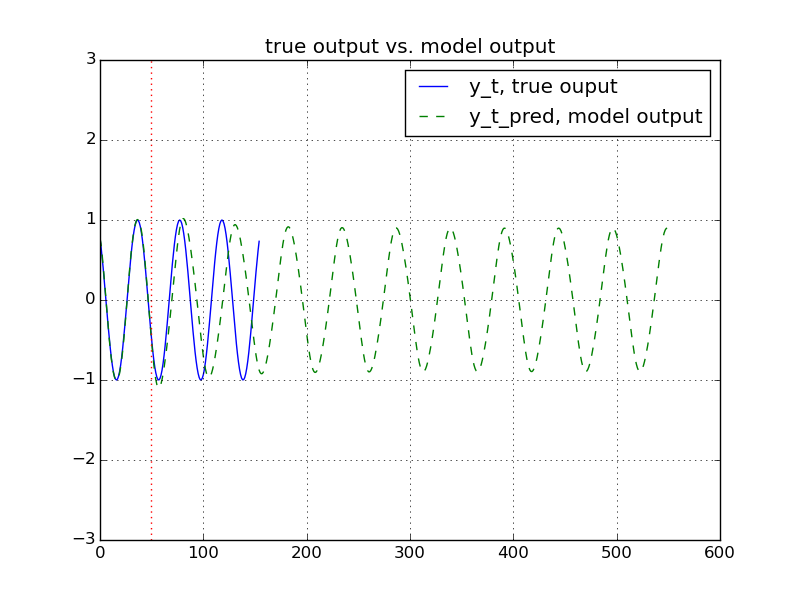 true output vs. model output
y_t, true ouput
y_t_pred, model output
3
2
1
0
−1
−2
−3
0 100 200 300 400 500 600